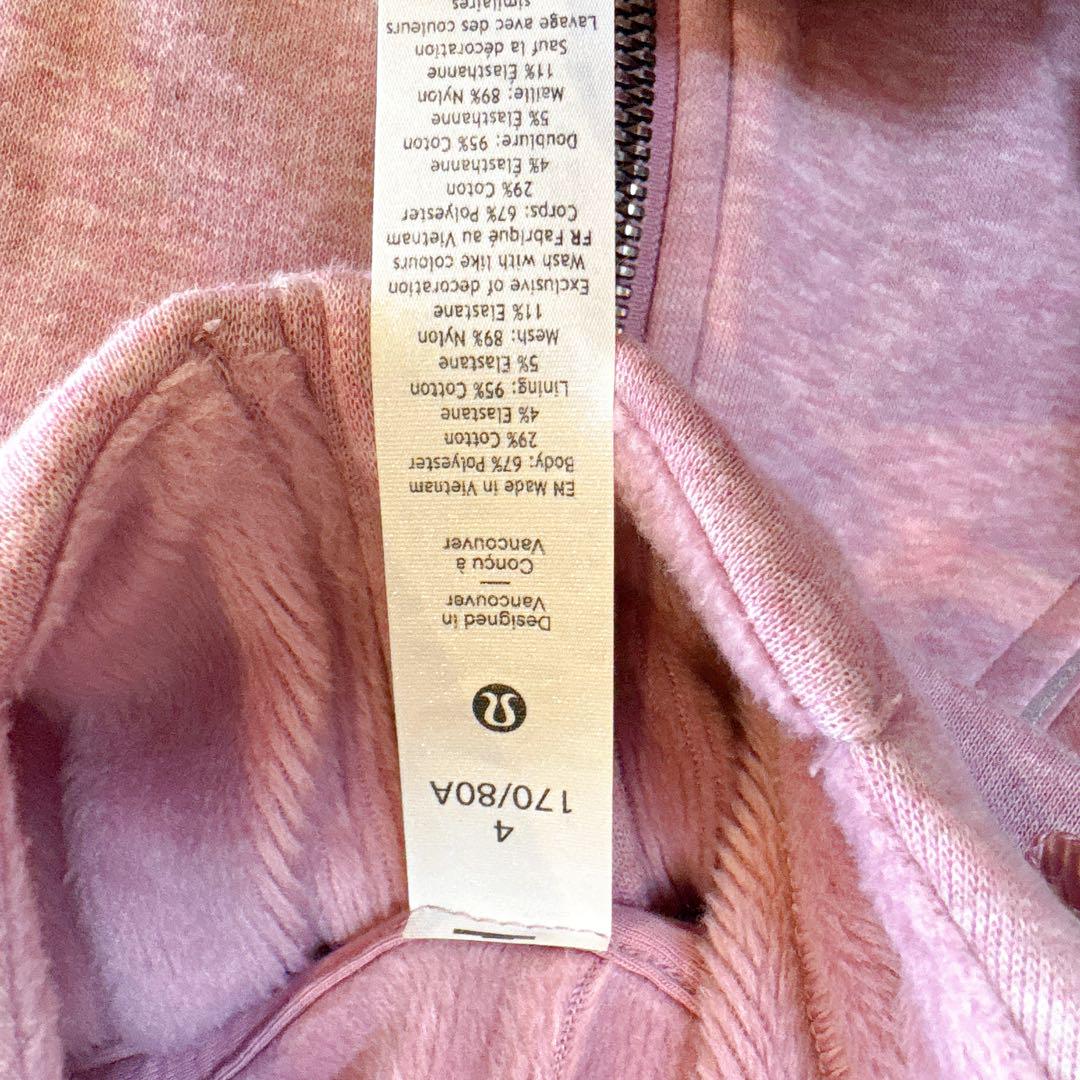 4
170/80A
Designed in
Vancouver
—
Conçu à
Vancouver
EN Made in Vietnam
Body: 67% Polyester
29% Cotton
4% Elastane
Lining: 95% Cotton
5% Elastane
Mesh: 89% Nylon
11% Elastane
Exclusive of decoration
Wash with like colours
FR Fabriqué au Vietnam
Corps: 67% Polyester
29% Coton
4% Élasthanne
Doublure: 95% Coton
5% Élasthanne
Maille: 89% Nylon
11% Élasthanne
Sauf la décoration
Lavage avec des couleurs
similaires